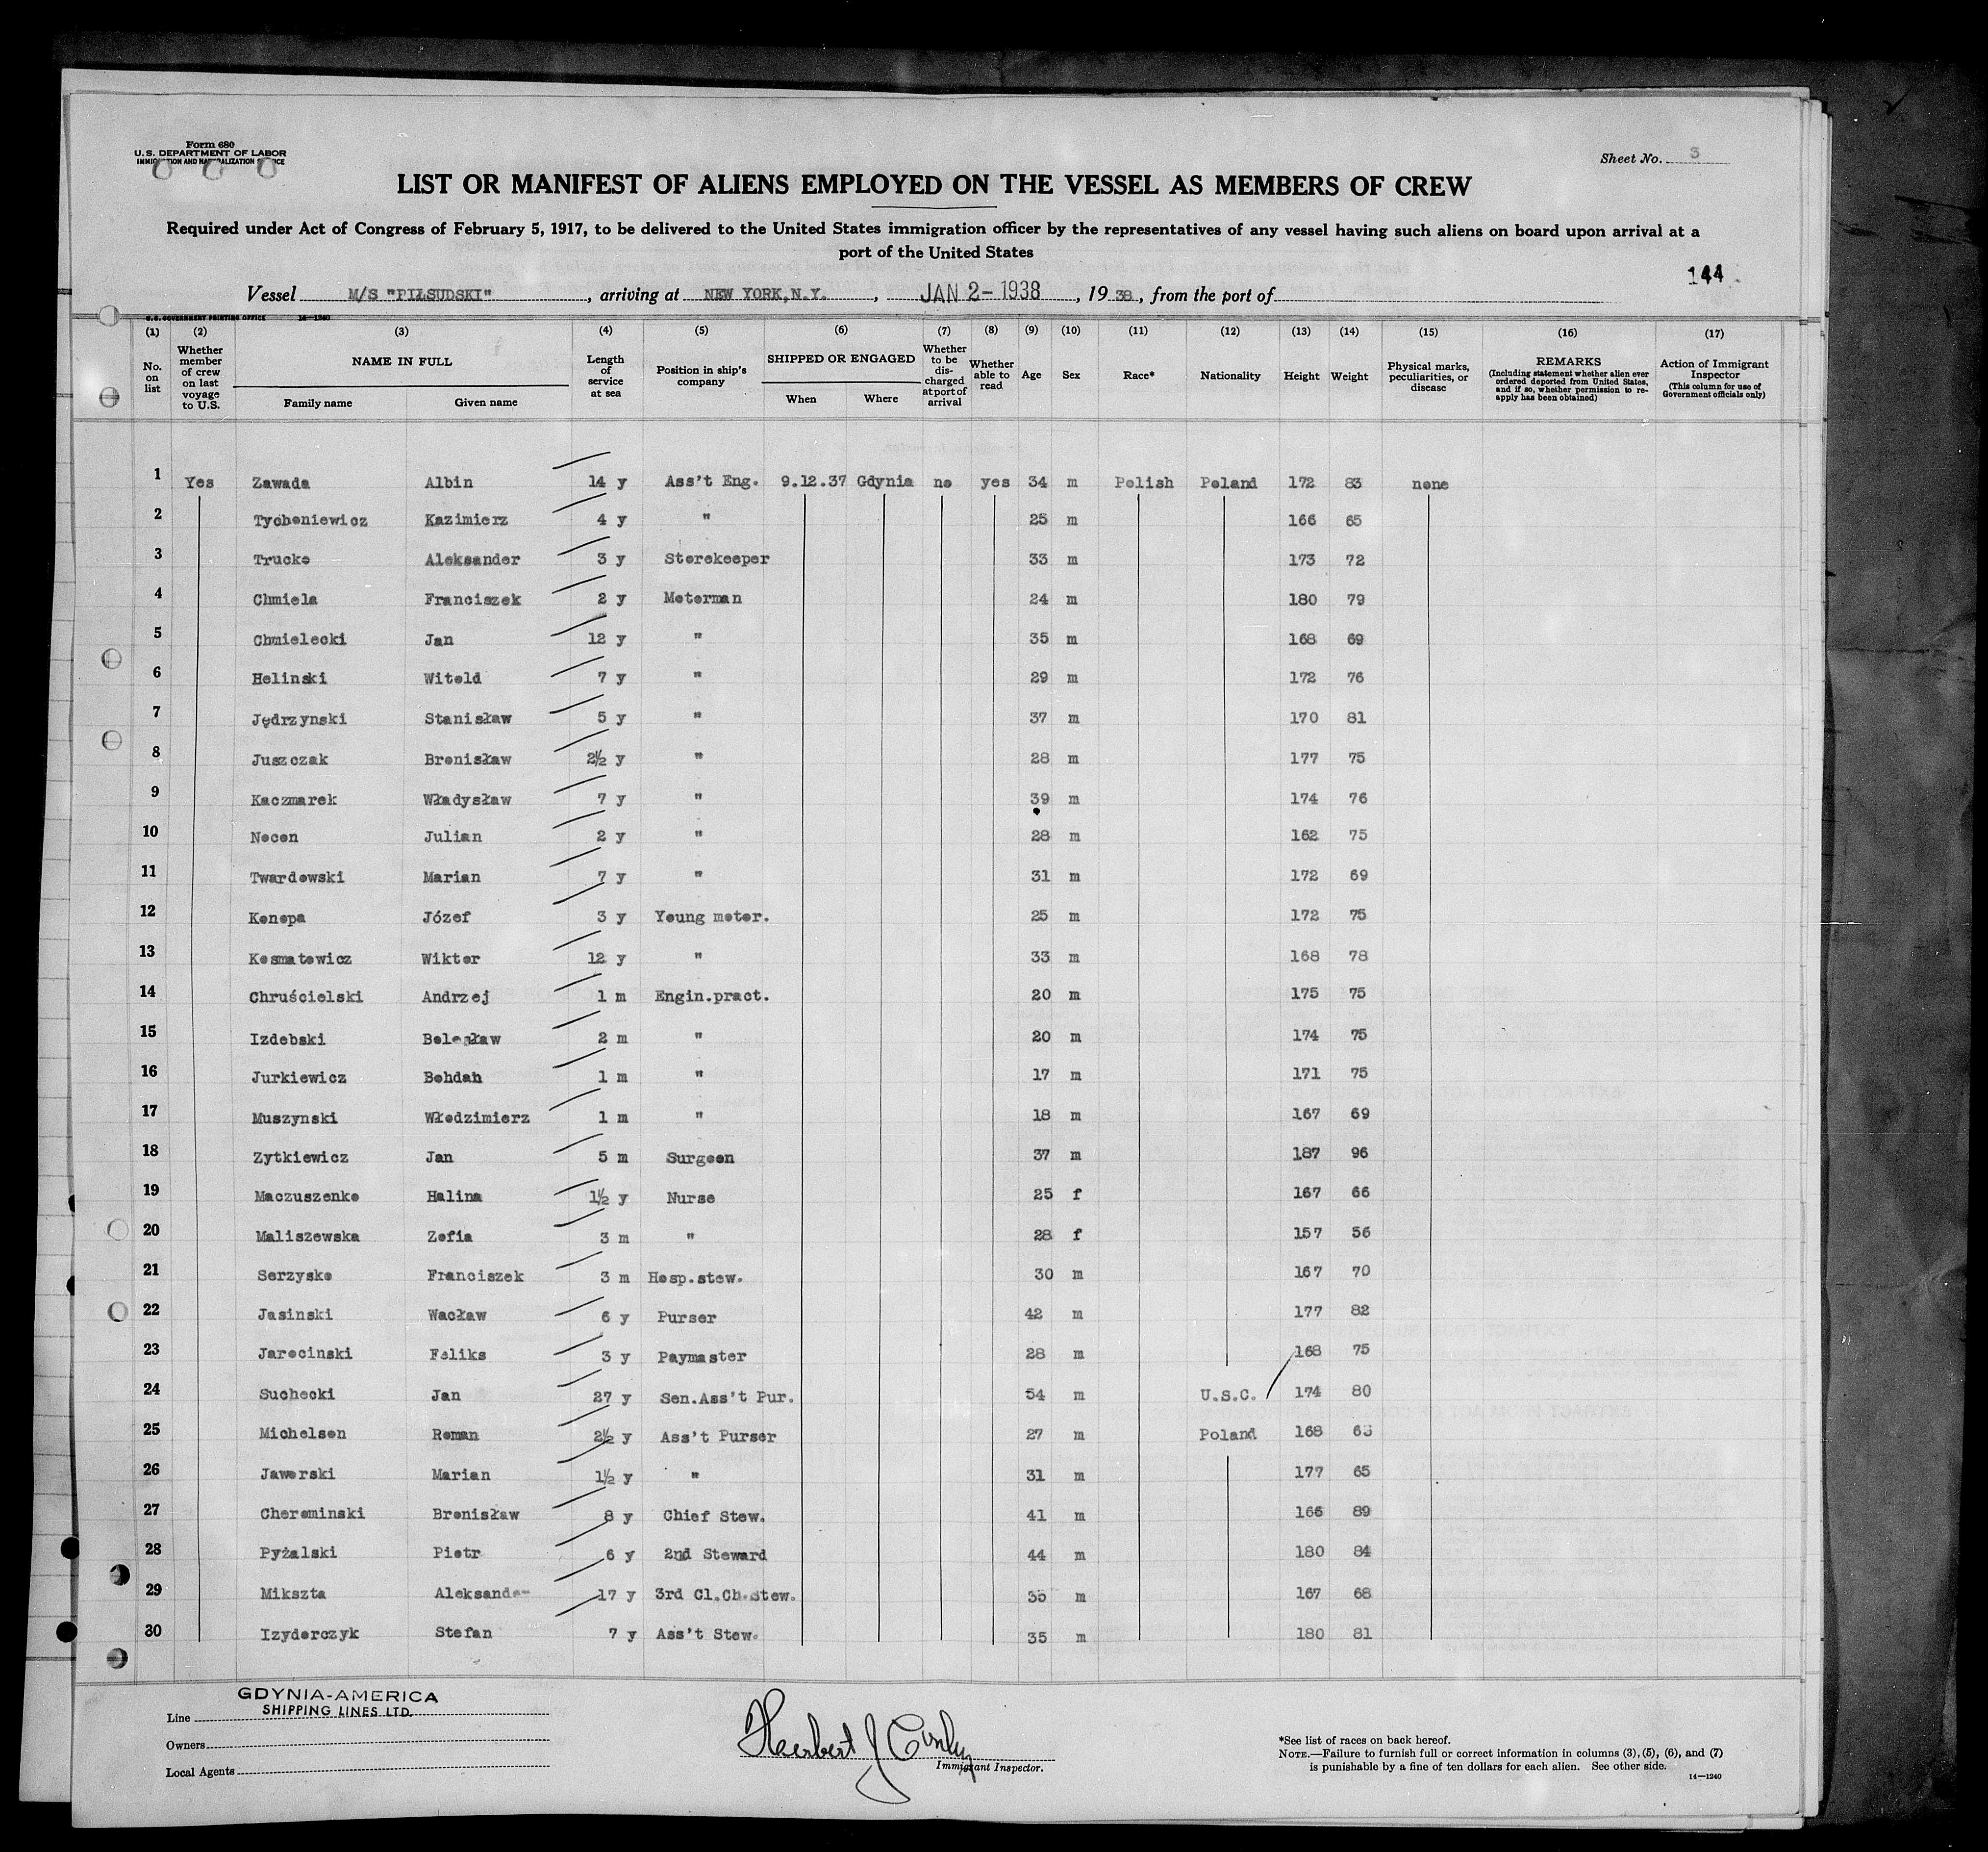 Form 680
U. S. DEPARTMENT OF LABOR
IMMIGRATION AND NATURALIZATION SERVICE
Sheet No. 3
LIST OR MANIFEST OF ALIENS EMPLOYED ON THE VESSEL AS MEMBERS OF CREW
Required under Act of Congress of February 5, 1917, to be delivered to the United States immigration officer by the representatives of any vessel having such aliens on board upon arrival at a
port of the United States
144
Vessel M/S "PIŁSUDSKI", arriving at NEW YORK, N.Y., JAN 2-1938, 1938, from the port of
U.S. GOVERNMENT PRINTING OFFICE 14—1240
(1) (2) (3) (4) (5) (6) (7) (8) (9) (10) (11) (12) (13) (14) (15) (16) (17)
No. on list
Whether member of crew on last voyage to U.S.
NAME IN FULL
Family name Given name
Length of service at sea
Position in ship's company
SHIPPED OR ENGAGED
When Where
Whether to be discharged at port of arrival
Whether able to read
Age
Sex
Race*
Nationality
Height
Weight
Physical marks, peculiarities, or disease
REMARKS
(Including statement whether alien ever ordered deported from United States, and if so, whether permission to re-apply has been obtained)
Action of Immigrant Inspector
(This column for use of Government officials only)
1 Yes Zawada Albin 14 y Ass't Eng. 9.12.37 Gdynia no yes 34 m Polish Poland 172 83 none
2 Tychoniewicz Kazimierz 4 y " 25 m 166 65
3 Trucko Aleksander 3 y Storekeeper 33 m 173 72
4 Chmiela Franciszek 2 y Motorman 24 m 180 79
5 Chmielecki Jan 12 y " 35 m 168 69
6 Holinski Witold 7 y " 29 m 172 76
7 Jędrzynski Stanisław 5 y " 37 m 170 81
8 Juszczak Bronisław 2½ y " 28 m 177 75
9 Kaczmarek Władysław 7 y " 39 m 174 76
10 Nocon Julian 2 y " 28 m 162 75
11 Twardowski Marian 7 y " 31 m 172 69
12 Konopa Józef 3 y Young motor. 25 m 172 75
13 Kosmatowicz Wiktor 12 y " 33 m 168 78
14 Chruścielski Andrzej 1 m Engin.pract. 20 m 175 75
15 Izdebski Bolesław 2 m " 20 m 174 75
16 Jurkiewicz Bohdan 1 m " 17 m 171 75
17 Muszynski Włodzimierz 1 m " 18 m 167 69
18 Zytkiewicz Jan 5 m Surgeon 37 m 187 96
19 Maczuszenko Halina 1½ y Nurse 25 f 167 66
20 Maliszewska Zofia 3 m " 28 f 157 56
21 Serzysko Franciszek 3 m Hosp.stew. 30 m 167 70
22 Jasinski Wacław 6 y Purser 42 m 177 82
23 Jarocinski Feliks 3 y Paymaster 28 m 168 75
24 Suchocki Jan 27 y Sen.Ass't Pur. 54 m U.S.C. 174 80
25 Michelson Roman 2½ y Ass't Purser 27 m Poland 168 65
26 Jaworski Marian 1½ y " 31 m 177 65
27 Cherominski Bronisław 8 y Chief Stew. 41 m 166 89
28 Pyżalski Piotr 6 y 2nd Steward 44 m 180 84
29 Mikszta Aleksander 17 y 3rd Cl.Ch.Stew. 35 m 167 68
30 Izydorczyk Stefan 7 y Ass't Stew. 35 m 180 81
Line GDYNIA-AMERICA
SHIPPING LINES LTD.
Owners
Local Agents
Herbert J
Immigrant Inspector.
*See list of races on back hereof.
NOTE.—Failure to furnish full or correct information in columns (3), (5), (6), and (7)
is punishable by a fine of ten dollars for each alien. See other side.
14—1240